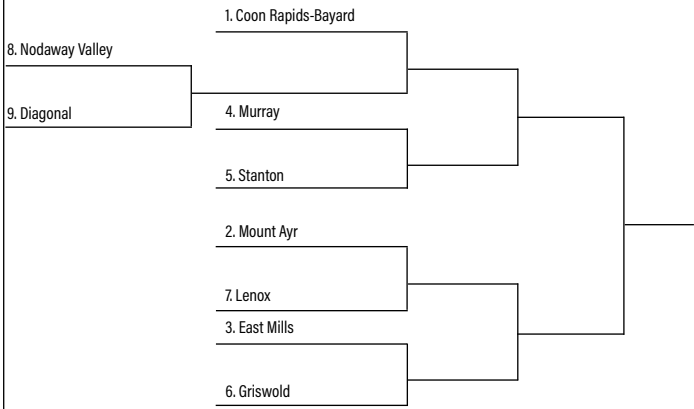 1. Coon Rapids-Bayard
8. Nodaway Valley
9. Diagonal
4. Murray
5. Stanton
2. Mount Ayr
7. Lenox
3. East Mills
6. Griswold